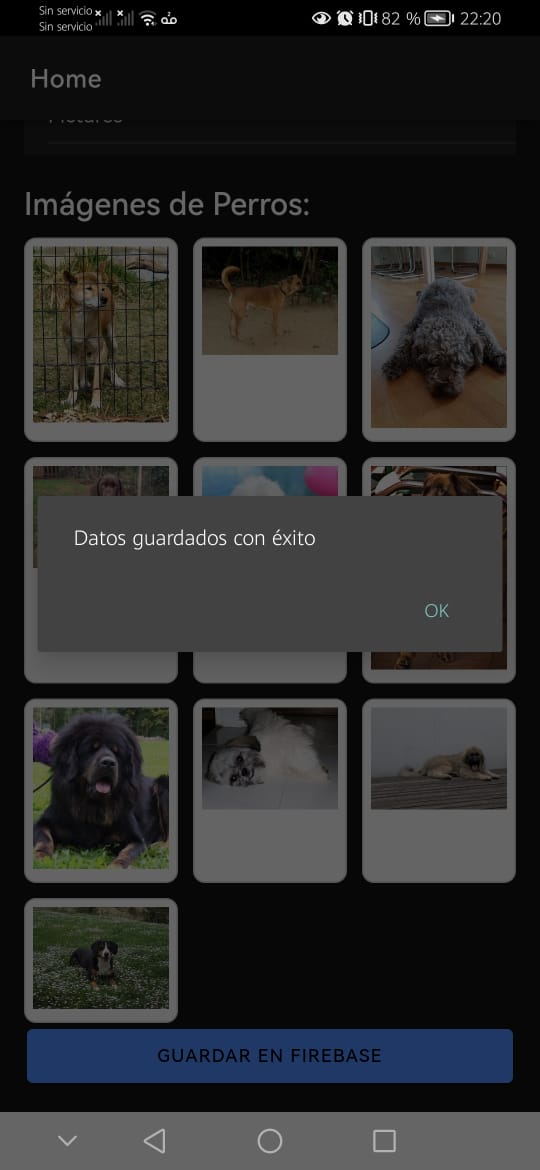 Sin servicio
Sin servicio
82 %
22:20
Home
Pictures
Imágenes de Perros:
Datos guardados con éxito
OK
GUARDAR EN FIREBASE